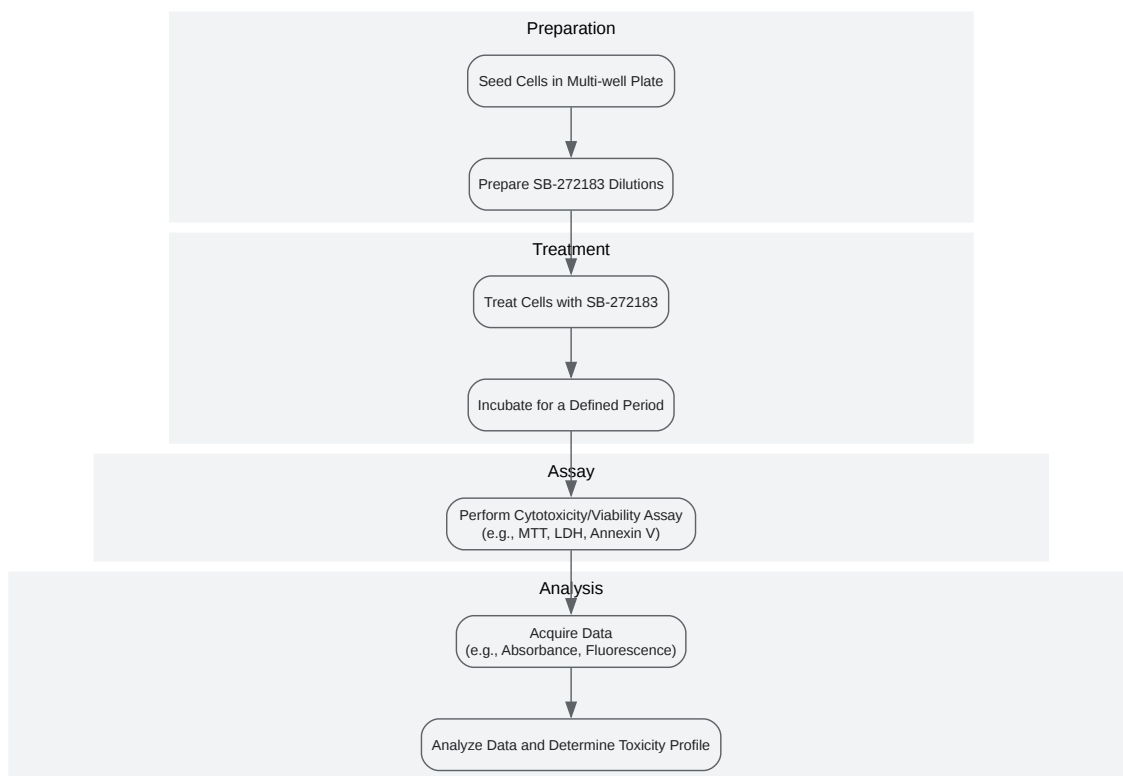 Preparation
Seed Cells in Multi-well Plate
Prepare SB-272183 Dilutions
Treatment
Treat Cells with SB-272183
Incubate for a Defined Period
Assay
Perform Cytotoxicity/Viability Assay
(e.g., MTT, LDH, Annexin V)
Analysis
Acquire Data
(e.g., Absorbance, Fluorescence)
Analyze Data and Determine Toxicity Profile